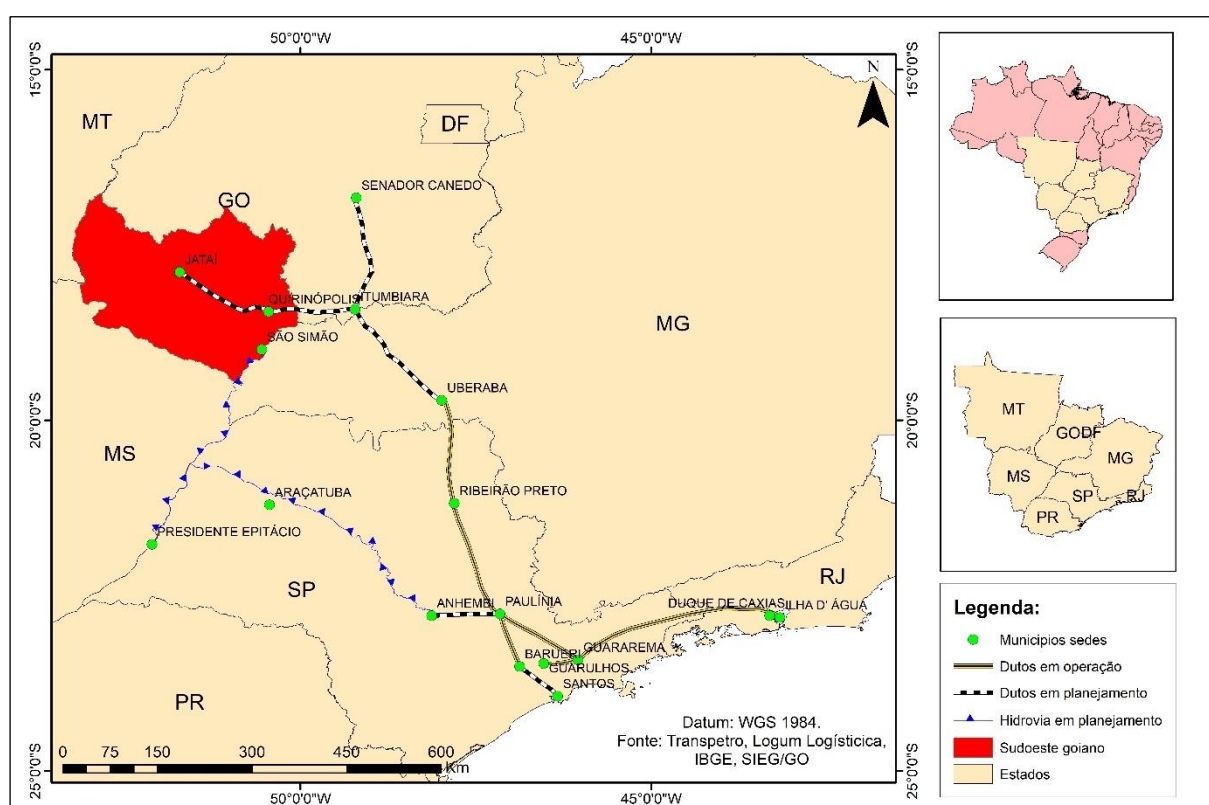 50°0'0"W
45°0'0"W
15°0'0"S
15°0'0"S
N
MT
DF
GO
SENADOR CANEDO
JATAÍ
QUIRINÓPOLIS
ITUMBIARA
SÃO SIMÃO
MG
UBERABA
20°0'0"S
20°0'0"S
MS
ARAÇATUBA
RIBEIRÃO PRETO
PRESIDENTE EPITÁCIO
SP
RJ
ANHEMBI
PAULÍNIA
DUQUE DE CAXIAS
ILHA D' ÁGUA
BARUERI
GUARAREMA
GUARULHOS
SANTOS
PR
Datum: WGS 1984.
Fonte: Transpetro, Logum Logísticica,
IBGE, SIEG/GO
0 75 150 300 450 600
Km
25°0'0"S
25°0'0"S
50°0'0"W
45°0'0"W
MT
GO
DF
MG
MS
SP
RJ
PR
Legenda:
Municípios sedes
Dutos em operação
Dutos em planejamento
Hidrovia em planejamento
Sudoeste goiano
Estados